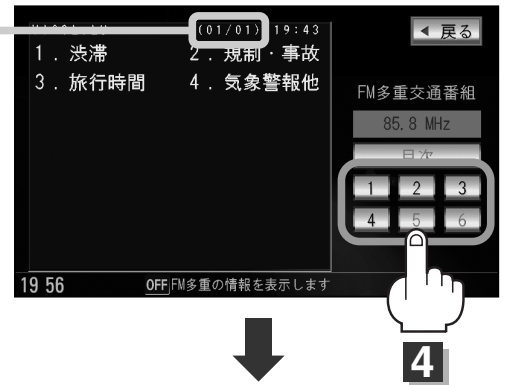 (01/01) 19:43
◀ 戻る
1．渋滞 2．規制・事故
3．旅行時間 4．気象警報他
FM多重交通番組
85.8 MHz
目次
1 2 3
4 5 6
19 56 OFF FM多重の情報を表示します
4